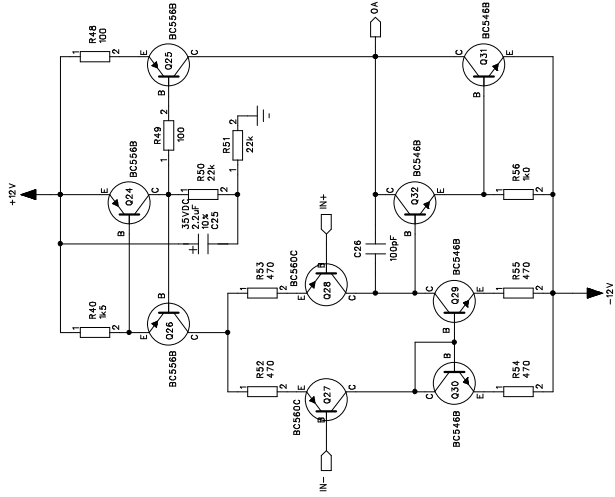 +12V
R48
100
1
2
BC556B
E
Q25
B
C
OA
BC546B
C
Q31
B
E
R49
100
1
2
BC556B
E
Q24
B
C
R50
22k
1
2
R51
22k
1
2
35VDC
2.2uF
10%
C25
+
R40
1k5
1
2
E
Q26
B
C
BC556B
R53
470
1
2
BC560C
E
Q28
B
C
IN+
C26
100pF
BC546B
C
Q32
B
E
R56
1k0
1
2
R52
470
1
2
BC560C
E
Q27
B
C
IN-
BC546B
C
Q29
B
E
R55
470
1
2
C
Q30
B
E
BC546B
R54
470
1
2
-12V